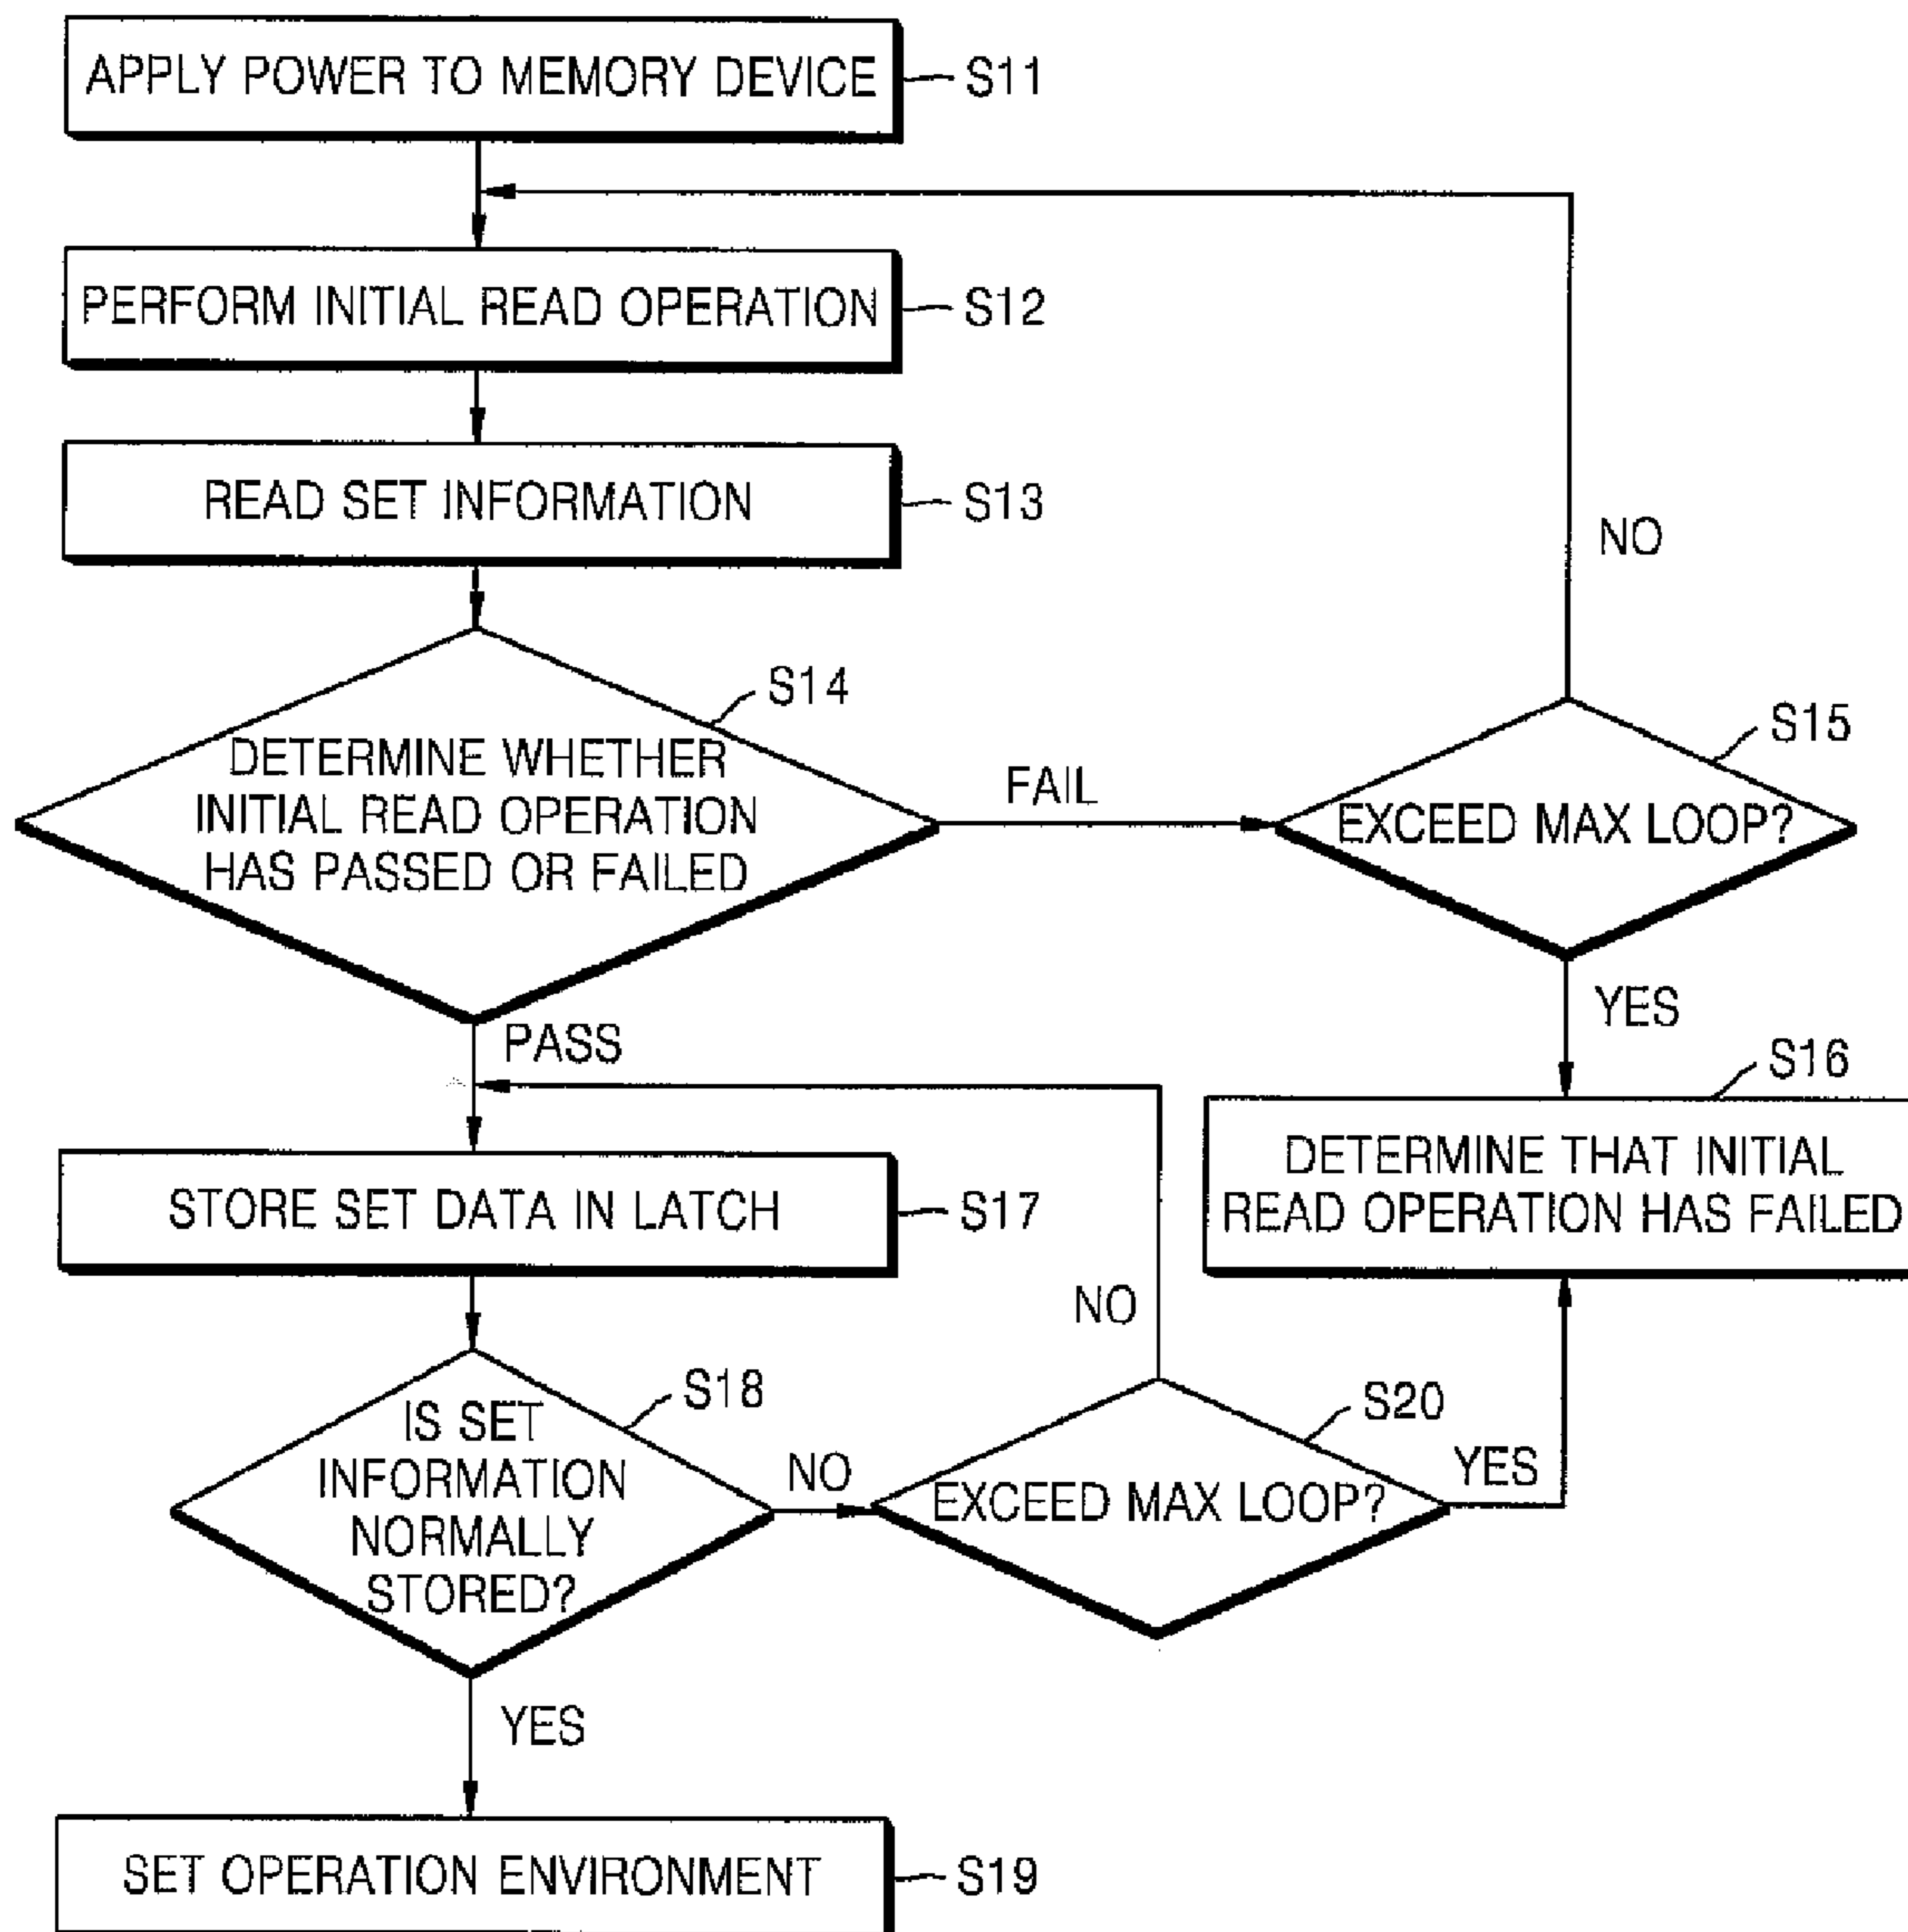 APPLY POWER TO MEMORY DEVICE
S11
PERFORM INITIAL READ OPERATION
S12
READ SET INFORMATION
S13
NO
S14
DETERMINE WHETHER
INITIAL READ OPERATION
HAS PASSED OR FAILED
FAIL
S15
EXCEED MAX LOOP?
YES
PASS
S16
DETERMINE THAT INITIAL
READ OPERATION HAS FAILED
STORE SET DATA IN LATCH
S17
NO
S18
IS SET
INFORMATION
NORMALLY
STORED?
NO
S20
EXCEED MAX LOOP?
YES
YES
SET OPERATION ENVIRONMENT
S19